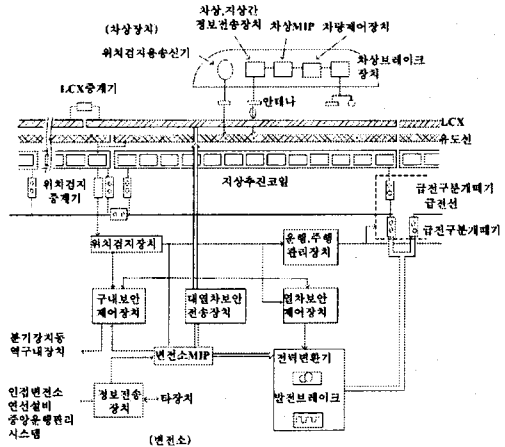 차상,지상간
(차상장치) 정보전송장치 차상MIP 차량제어장치
위치검지용송신기
차상브레이크
장치
LCX중계기
안테나
LCX
유도선
위치검지
중계기
지상추진코일
급전구분개폐기
급전선
급전구분개폐기
위치검지장치
운행,주행
관리장치
구내보안
제어장치
대열차보안
전송장치
열차보안
제어장치
분기장치등
역구내장치
변전소MIP
전력변환기
발전브레이크
인접변전소
연선설비
중앙운행관리
시스템
정보전송
장치
타장치
(변전소)